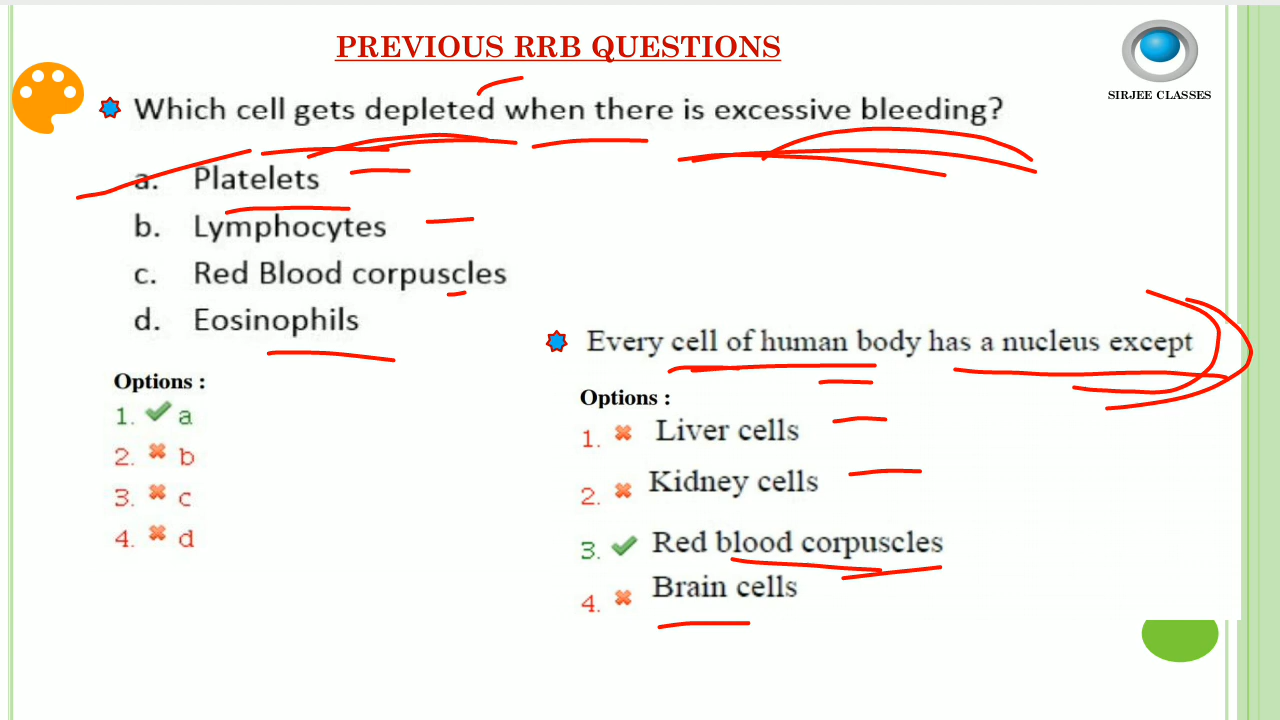 PREVIOUS RRB QUESTIONS
SIRJEE CLASSES
Which cell gets depleted when there is excessive bleeding?
a. Platelets
b. Lymphocytes
c. Red Blood corpuscles
d. Eosinophils
Options :
1. a
2. b
3. c
4. d
Every cell of human body has a nucleus except
Options :
1. Liver cells
2. Kidney cells
3. Red blood corpuscles
4. Brain cells